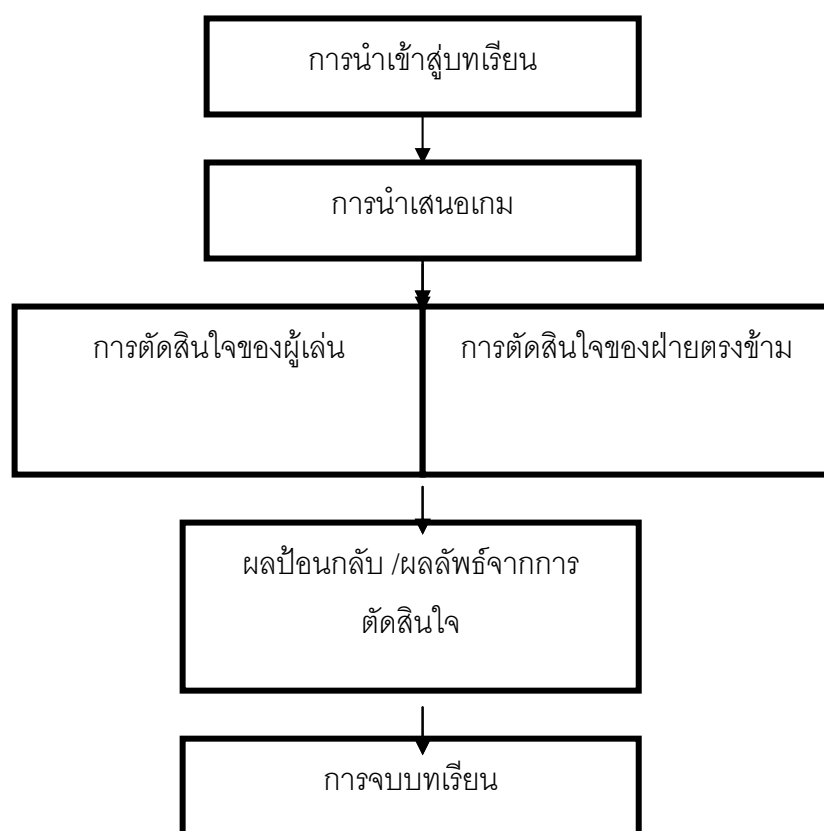 การนำเข้าสู่บทเรียน
การนำเสนอเกม
การตัดสินใจของผู้เล่น
การตัดสินใจของฝ่ายตรงข้าม
ผลป้อนกลับ /ผลลัพธ์จากการ
ตัดสินใจ
การจบบทเรียน